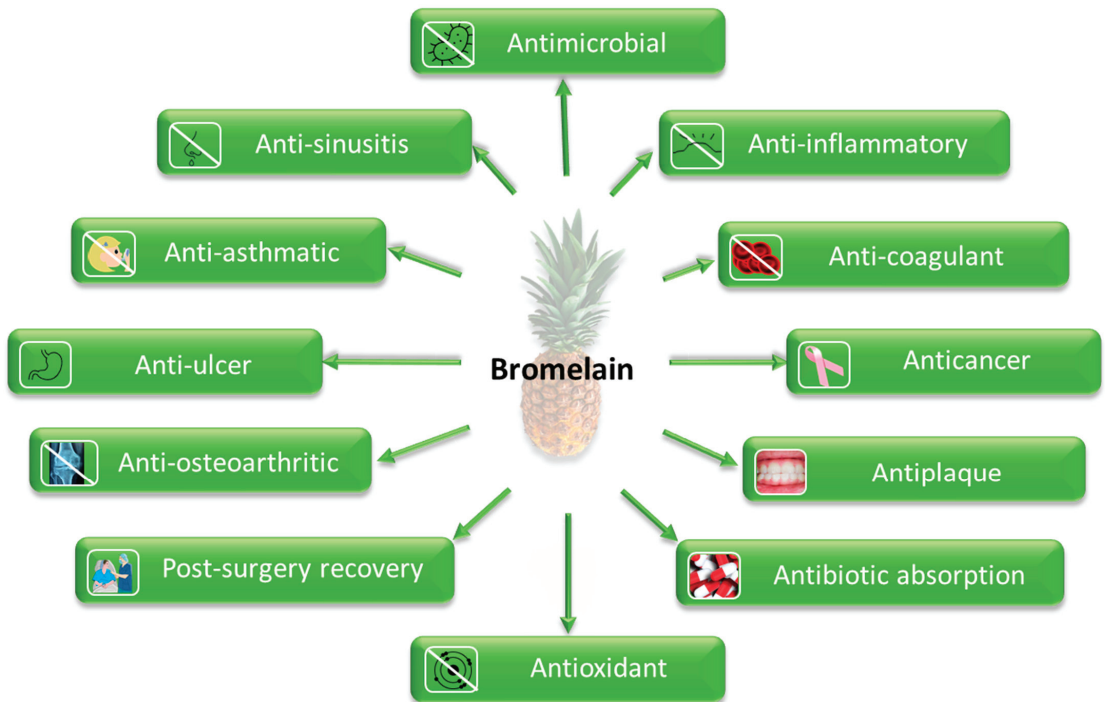 Antimicrobial
Anti-sinusitis
Anti-inflammatory
Anti-asthmatic
Anti-coagulant
Anti-ulcer
Bromelain
Anticancer
Anti-osteoarthritic
Antiplaque
Post-surgery recovery
Antibiotic absorption
Antioxidant